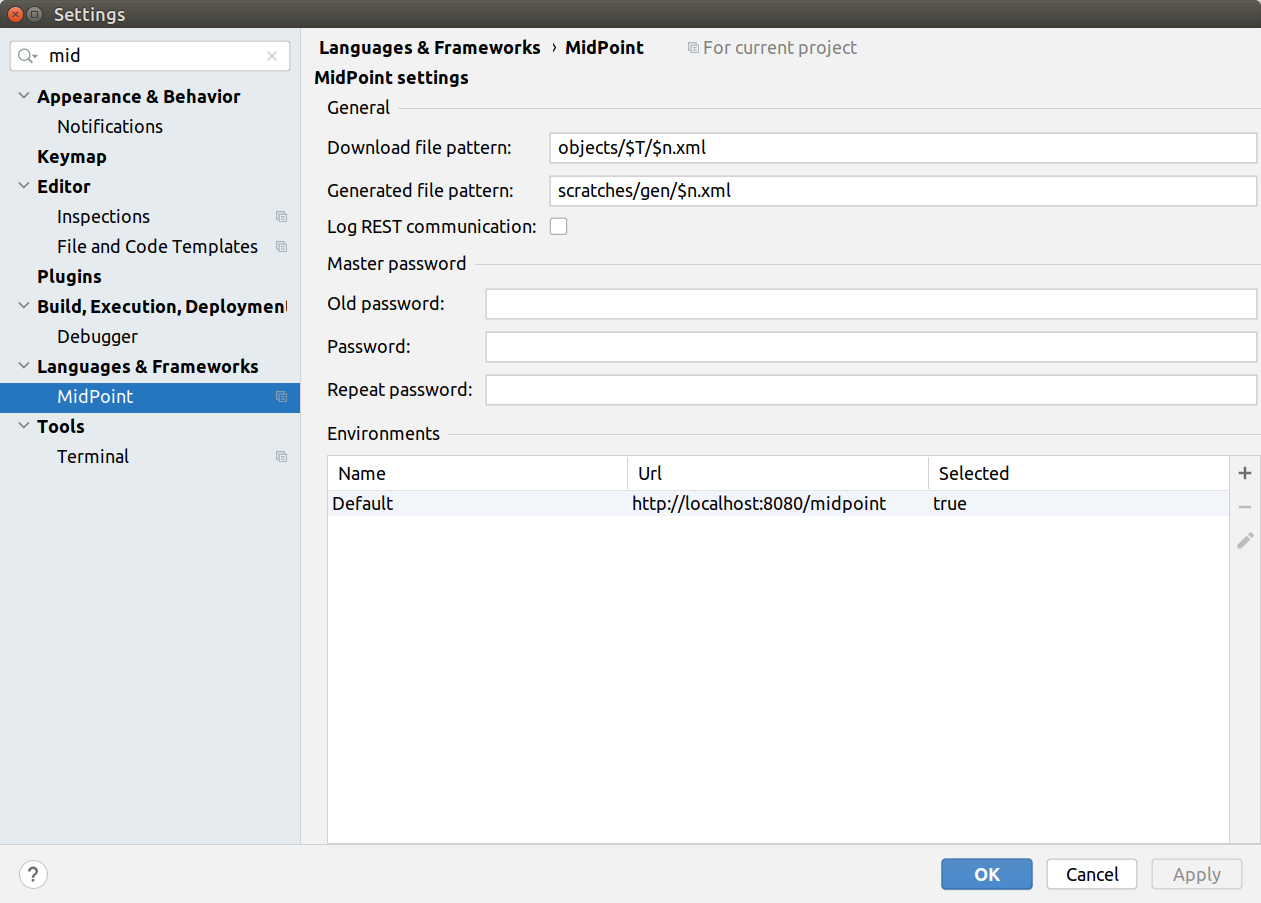 Settings
mid
Appearance & Behavior
Notifications
Keymap
Editor
Inspections
File and Code Templates
Plugins
Build, Execution, Deployment
Debugger
Languages & Frameworks
MidPoint
Tools
Terminal
Languages & Frameworks › MidPoint For current project
MidPoint settings
General
Download file pattern: objects/$T/$n.xml
Generated file pattern: scratches/gen/$n.xml
Log REST communication:
Master password
Old password:
Password:
Repeat password:
Environments
Name Url Selected
Default http://localhost:8080/midpoint true
? OK Cancel Apply